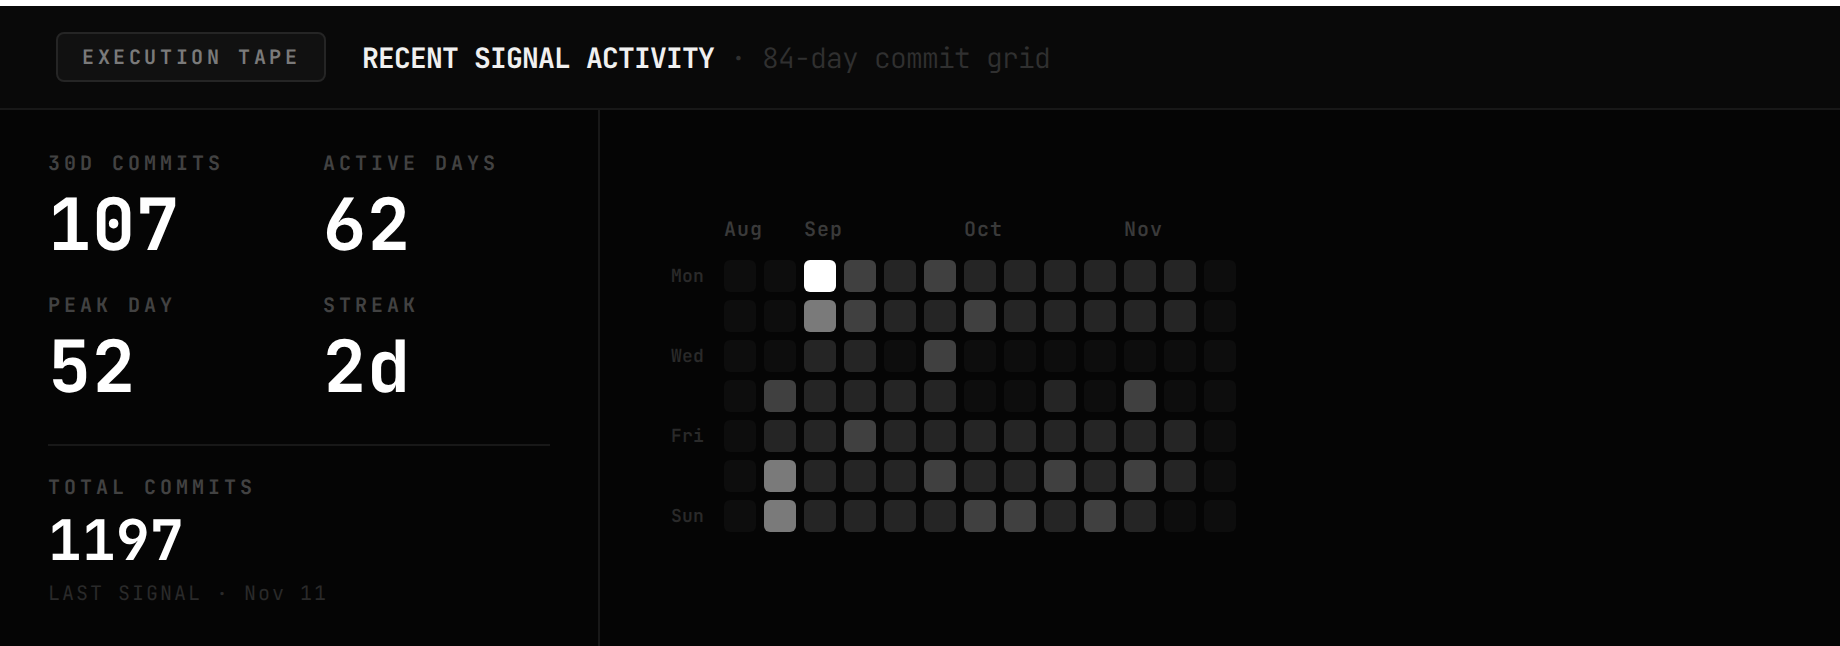 EXECUTION TAPE RECENT SIGNAL ACTIVITY · 84-day commit grid
30D COMMITS ACTIVE DAYS
107 62
PEAK DAY STREAK
52 2d
TOTAL COMMITS
1197
LAST SIGNAL · Nov 11
Aug Sep Oct Nov
Mon
Wed
Fri
Sun